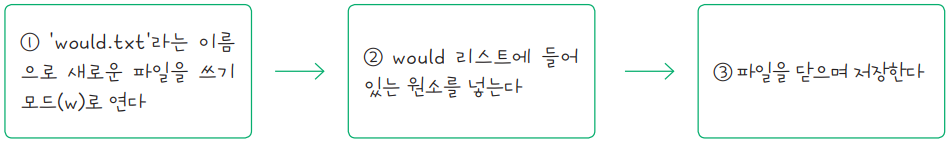 ① 'would.txt'라는 이름
으로 새로운 파일을 쓰기
모드(w)로 연다
② would 리스트에 들어
있는 원소를 넣는다
③ 파일을 닫으며 저장한다